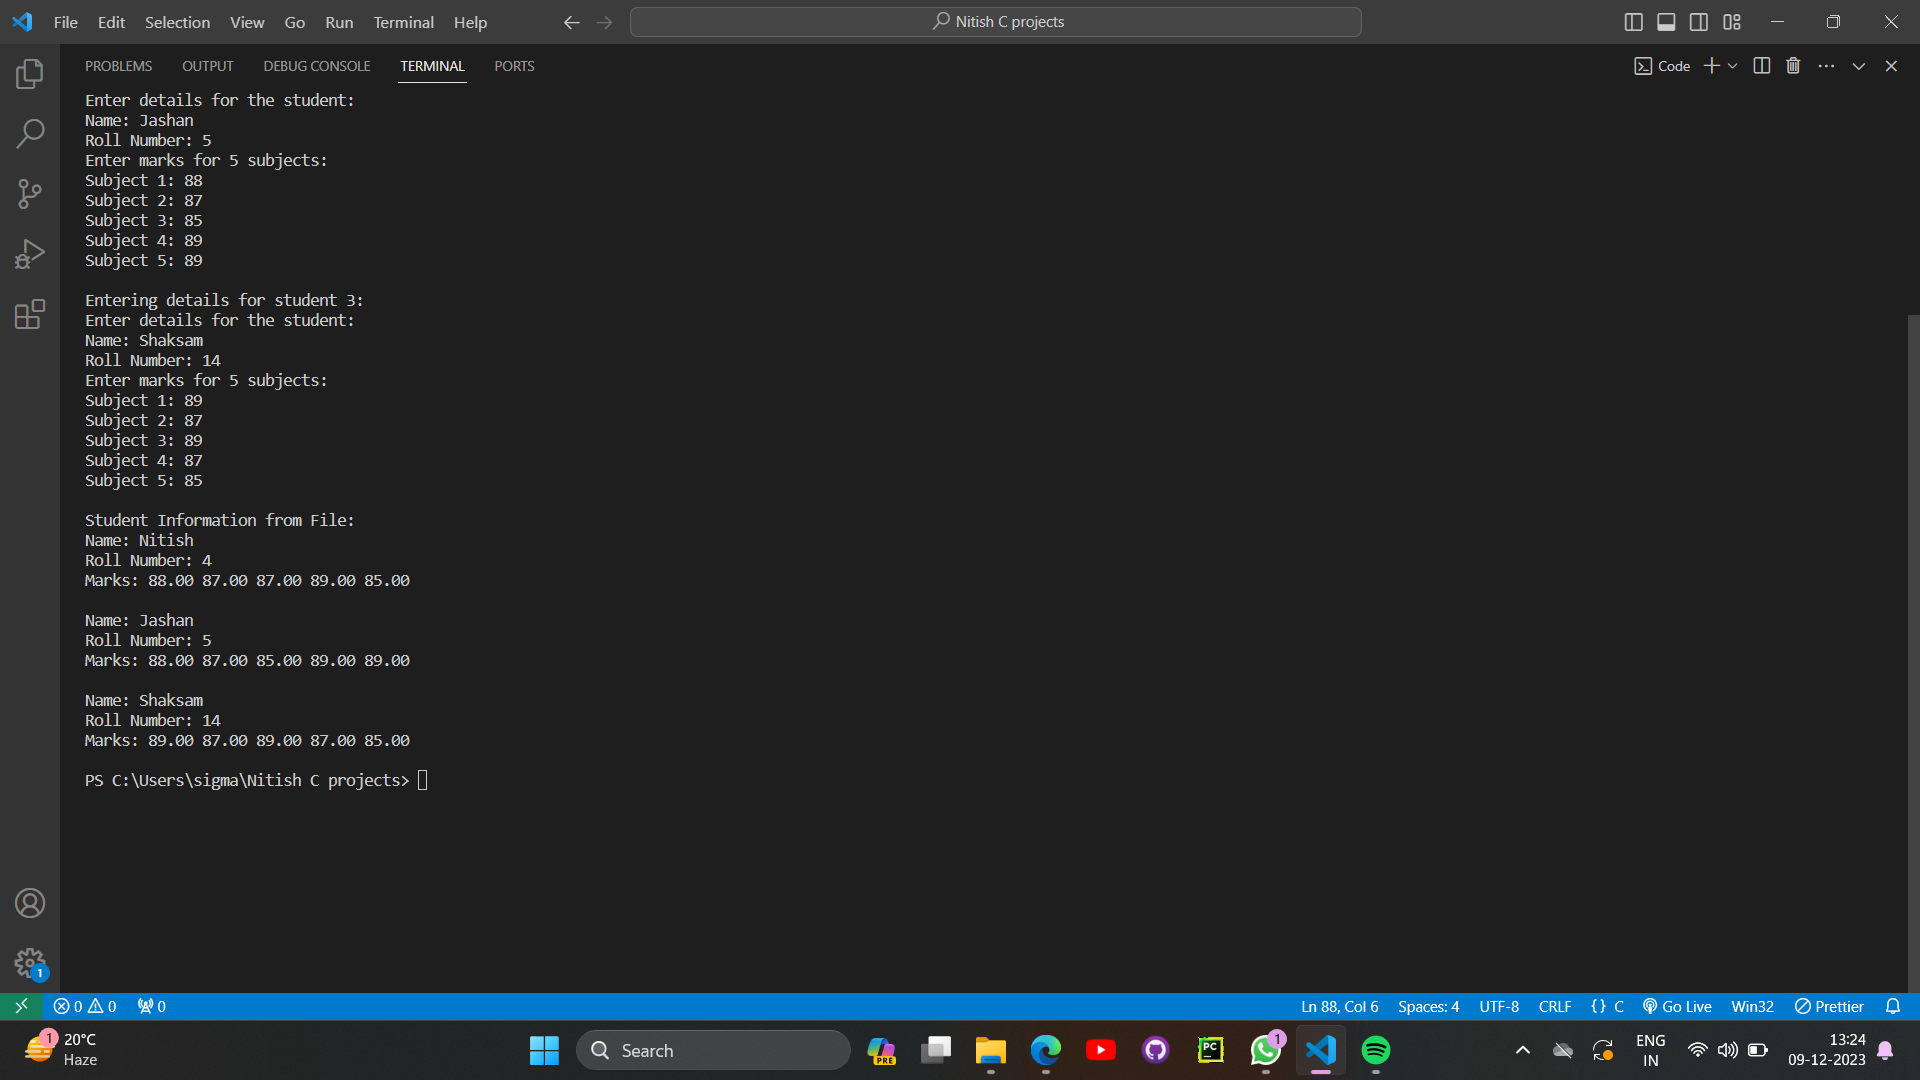 File Edit Selection View Go Run Terminal Help
Nitish C projects
PROBLEMS OUTPUT DEBUG CONSOLE TERMINAL PORTS
Code
Enter details for the student:
Name: Jashan
Roll Number: 5
Enter marks for 5 subjects:
Subject 1: 88
Subject 2: 87
Subject 3: 85
Subject 4: 89
Subject 5: 89
Entering details for student 3:
Enter details for the student:
Name: Shaksam
Roll Number: 14
Enter marks for 5 subjects:
Subject 1: 89
Subject 2: 87
Subject 3: 89
Subject 4: 87
Subject 5: 85
Student Information from File:
Name: Nitish
Roll Number: 4
Marks: 88.00 87.00 87.00 89.00 85.00
Name: Jashan
Roll Number: 5
Marks: 88.00 87.00 85.00 89.00 89.00
Name: Shaksam
Roll Number: 14
Marks: 89.00 87.00 89.00 87.00 85.00
PS C:\Users\sigma\Nitish C projects>
1
0 0 0 Ln 88, Col 6 Spaces: 4 UTF-8 CRLF {} C Go Live Win32 Prettier
1 20°C
Haze
Search
PRE
PC
1
ENG
IN
13:24
09-12-2023